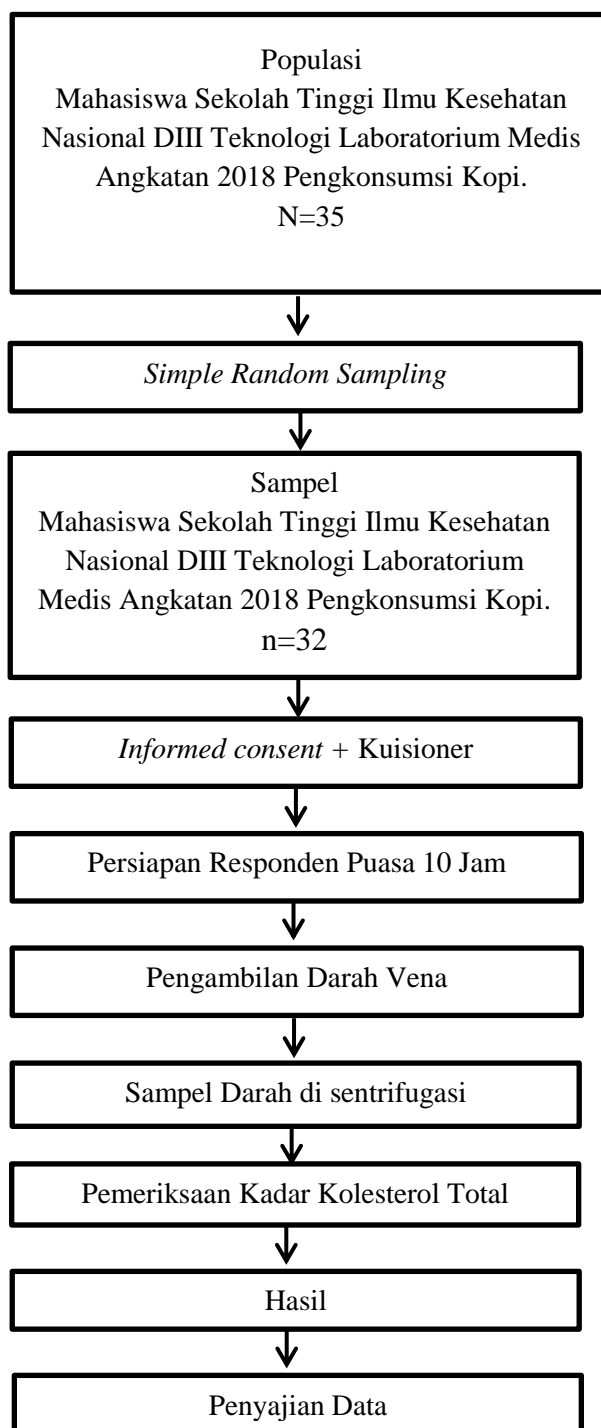 Populasi
Mahasiswa Sekolah Tinggi Ilmu Kesehatan
Nasional DIII Teknologi Laboratorium Medis
Angkatan 2018 Pengkonsumsi Kopi.
N=35
Simple Random Sampling
Sampel
Mahasiswa Sekolah Tinggi Ilmu Kesehatan
Nasional DIII Teknologi Laboratorium
Medis Angkatan 2018 Pengkonsumsi Kopi.
n=32
Informed consent + Kuisioner
Persiapan Responden Puasa 10 Jam
Pengambilan Darah Vena
Sampel Darah di sentrifugasi
Pemeriksaan Kadar Kolesterol Total
Hasil
Penyajian Data